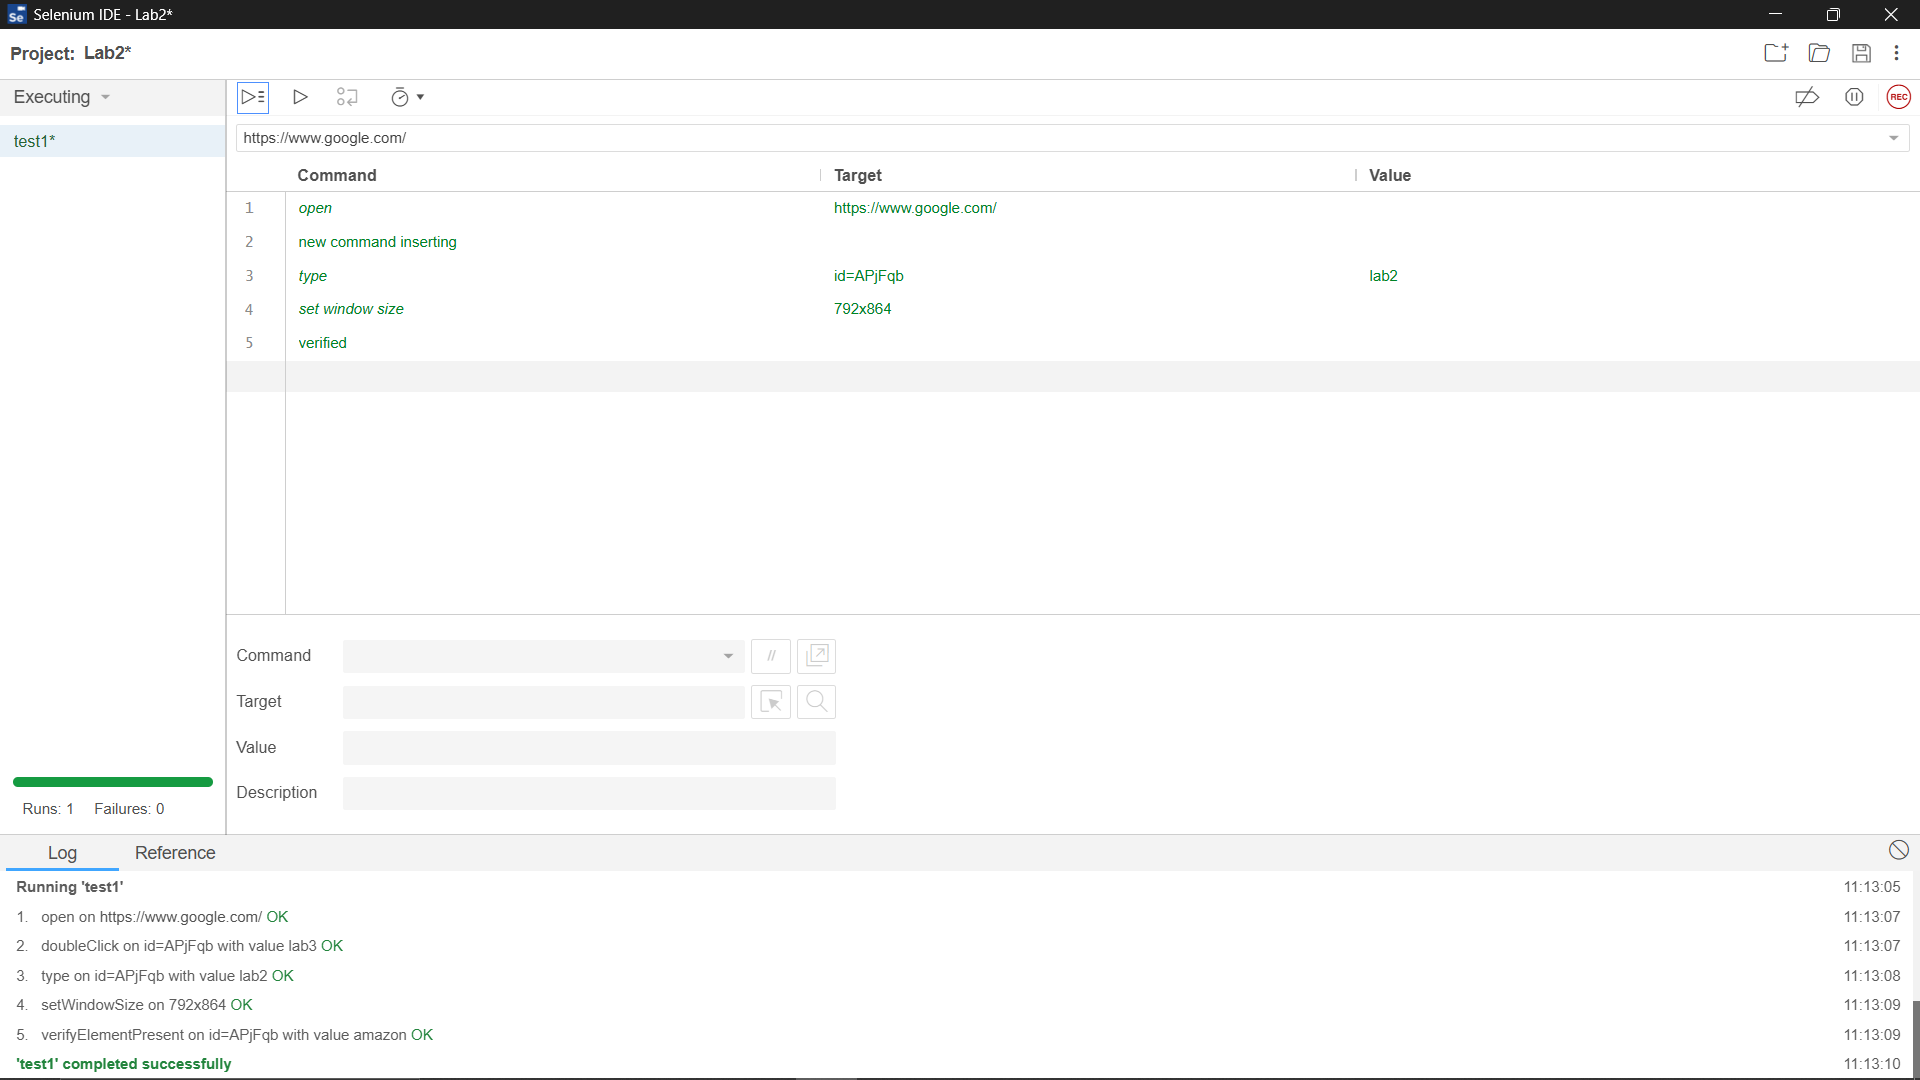 Selenium IDE - Lab2*
Project: Lab2*
Executing
test1*
https://www.google.com/
REC
Command Target Value
1 open https://www.google.com/
2 new command inserting
3 type id=APjFqb lab2
4 set window size 792x864
5 verified
Command //
Target
Value
Description
Runs: 1 Failures: 0
Log Reference
Running 'test1' 11:13:05
1. open on https://www.google.com/ OK 11:13:07
2. doubleClick on id=APjFqb with value lab3 OK 11:13:07
3. type on id=APjFqb with value lab2 OK 11:13:08
4. setWindowSize on 792x864 OK 11:13:09
5. verifyElementPresent on id=APjFqb with value amazon OK 11:13:09
'test1' completed successfully 11:13:10